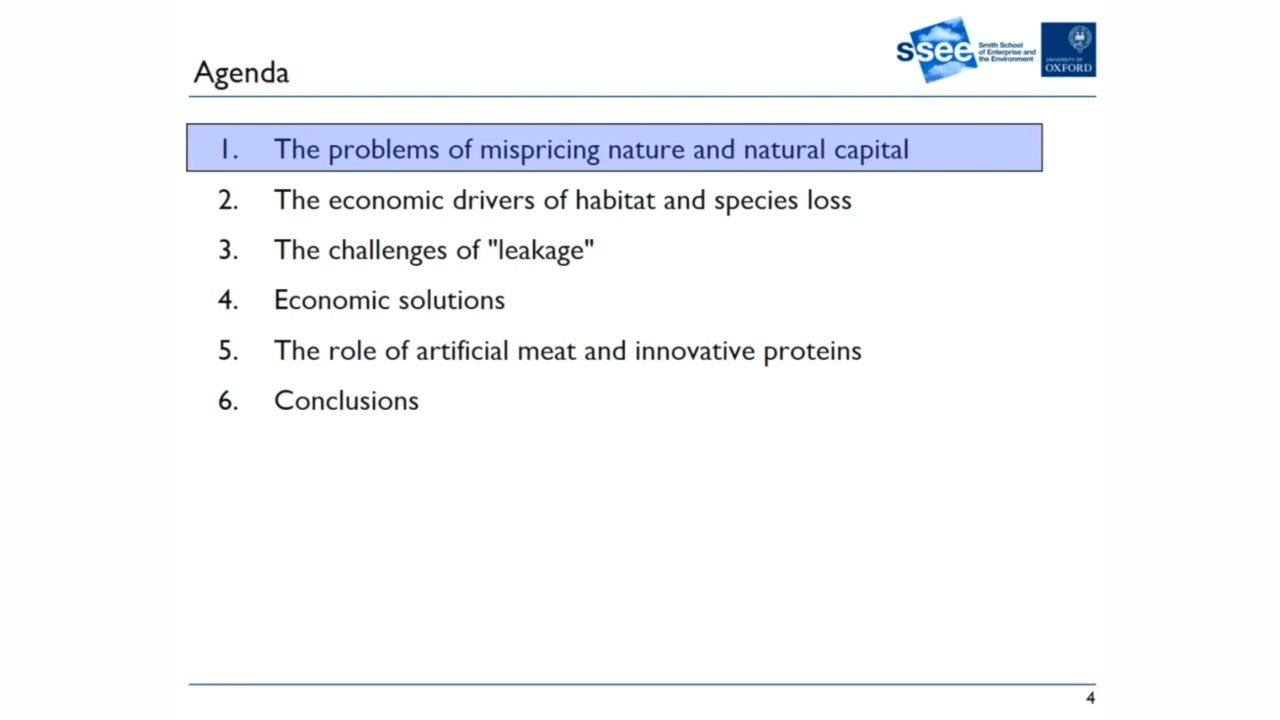 ssee
Smith School
of Enterprise and
the Environment
UNIVERSITY OF
OXFORD
Agenda
1. The problems of mispricing nature and natural capital
2. The economic drivers of habitat and species loss
3. The challenges of "leakage"
4. Economic solutions
5. The role of artificial meat and innovative proteins
6. Conclusions
4